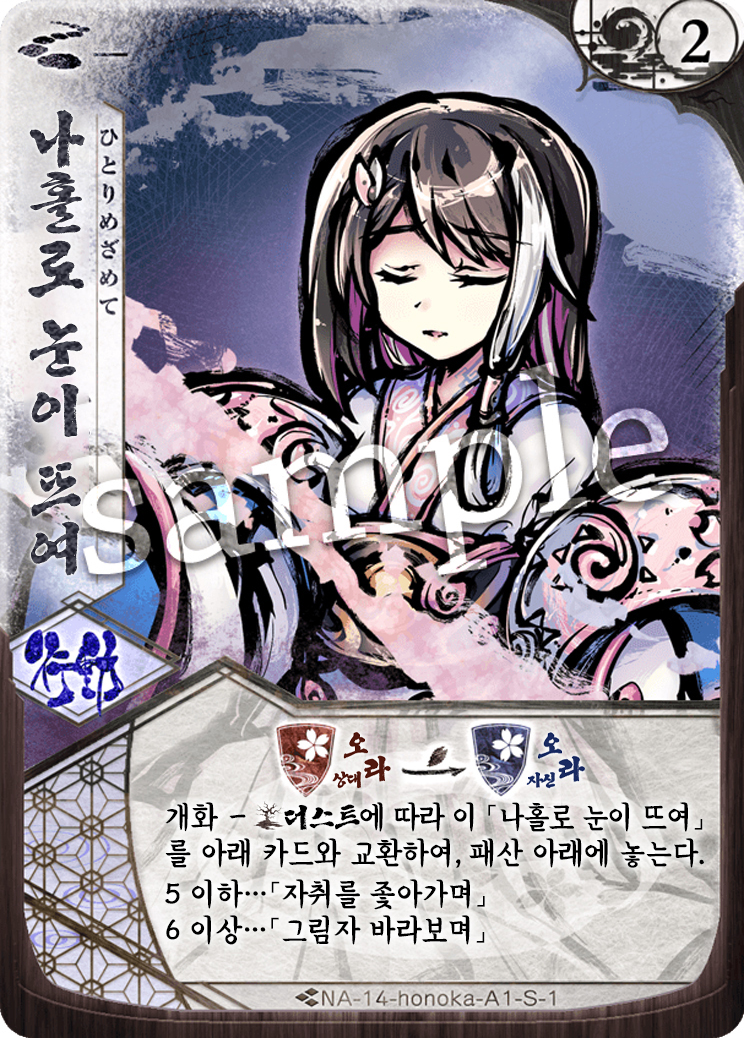 2
나홀로 눈이 뜨여
ひとりめざめて
sample
行動
상대 오라 자신 오라
개화 - 더스트에 따라 이 「나홀로 눈이 뜨여」
를 아래 카드와 교환하여, 패산 아래에 놓는다.
5 이하…「자취를 좇아가며」
6 이상…「그림자 바라보며」
NA-14-honoka-A1-S-1